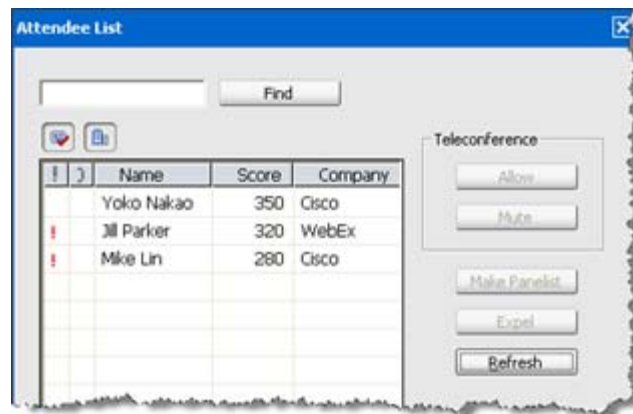 Attendee List
Find
Teleconference
Allow
Mute
! Name Score Company
Yoko Nakao 350 Cisco
! Jill Parker 320 WebEx
! Mike Lin 280 Cisco
Make Panelist
Expel
Refresh